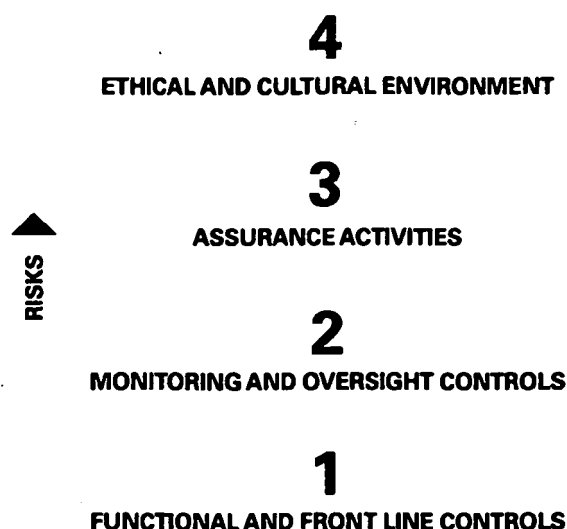 4
ETHICAL AND CULTURAL ENVIRONMENT
3
ASSURANCE ACTIVITIES
RISKS
2
MONITORING AND OVERSIGHT CONTROLS
1
FUNCTIONAL AND FRONT LINE CONTROLS